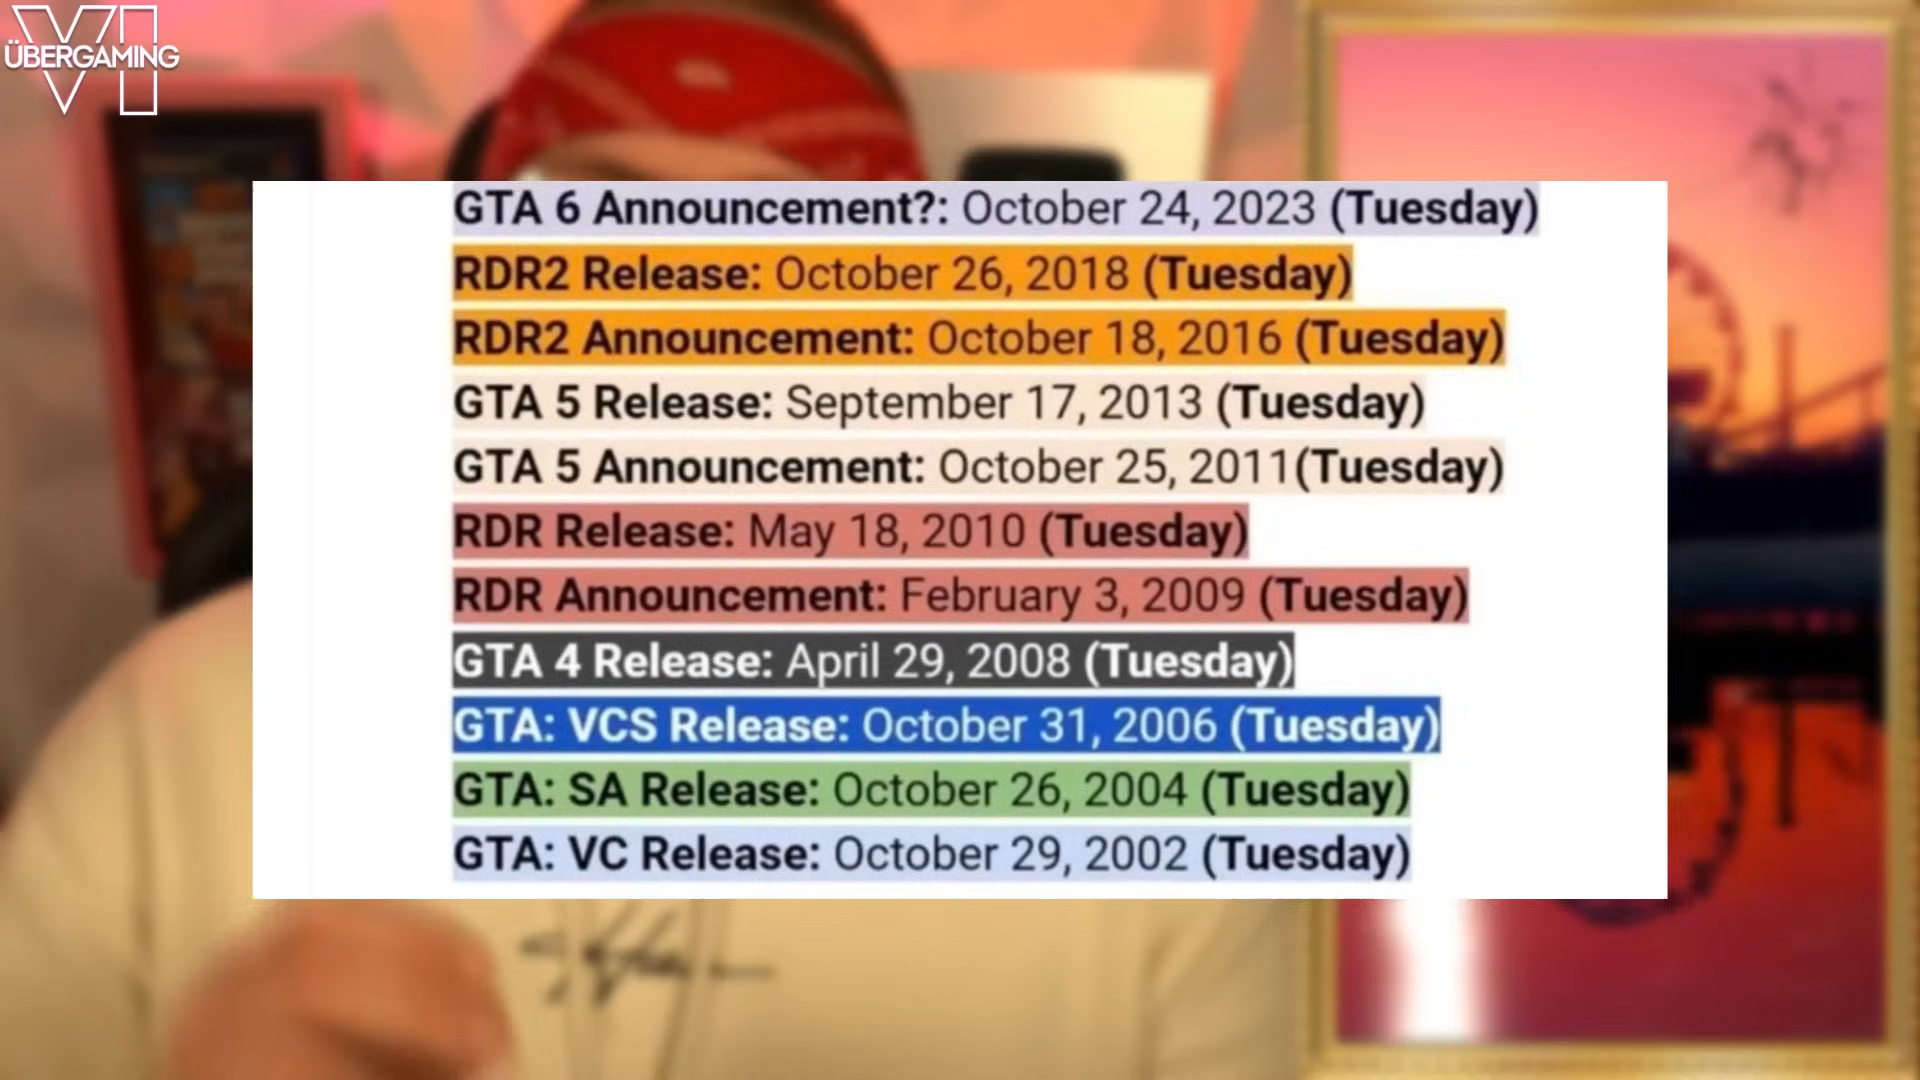 VI
ÜBERGAMING
GTA 6 Announcement?: October 24, 2023 (Tuesday)
RDR2 Release: October 26, 2018 (Tuesday)
RDR2 Announcement: October 18, 2016 (Tuesday)
GTA 5 Release: September 17, 2013 (Tuesday)
GTA 5 Announcement: October 25, 2011(Tuesday)
RDR Release: May 18, 2010 (Tuesday)
RDR Announcement: February 3, 2009 (Tuesday)
GTA 4 Release: April 29, 2008 (Tuesday)
GTA: VCS Release: October 31, 2006 (Tuesday)
GTA: SA Release: October 26, 2004 (Tuesday)
GTA: VC Release: October 29, 2002 (Tuesday)